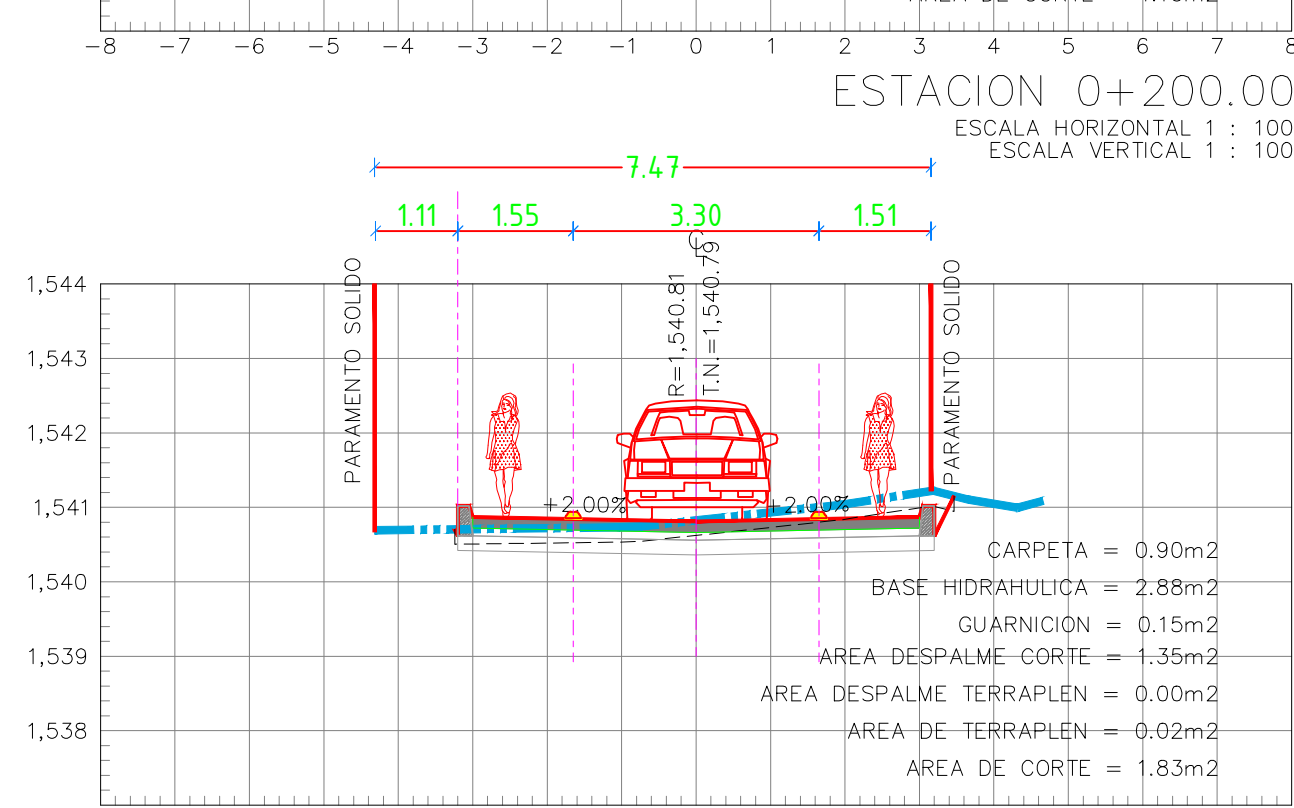 -8 -7 -6 -5 -4 -3 -2 -1 0 1 2 3 4 5 6 7 8
ESTACION 0+200.00
ESCALA HORIZONTAL 1 : 100
ESCALA VERTICAL 1 : 100
7.47
1.11 1.55 3.30 1.51
PARAMENTO SOLIDO
R=1,540.81
T.N.=1,540.79
PARAMENTO SOLIDO
1,544
1,543
1,542
1,541
+2.00% +2.00%
1,540
1,539
1,538
CARPETA = 0.90m2
BASE HIDRAHULICA = 2.88m2
GUARNICION = 0.15m2
AREA DESPALME CORTE = 1.35m2
AREA DESPALME TERRAPLEN = 0.00m2
AREA DE TERRAPLEN = 0.02m2
AREA DE CORTE = 1.83m2